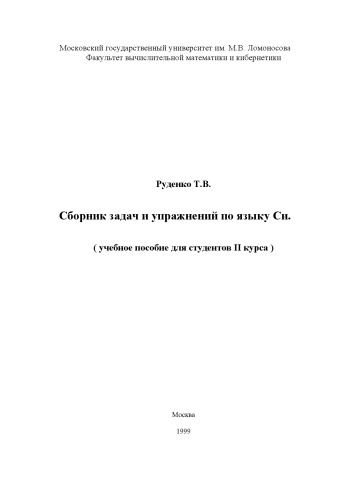 Московский государственный университет им. М.В. Ломоносова
Факультет вычислительной математики и кибернетики
Руденко Т.В.
Сборник задач и упражнений по языку Си.
( учебное пособие для студентов II курса )
Москва
1999